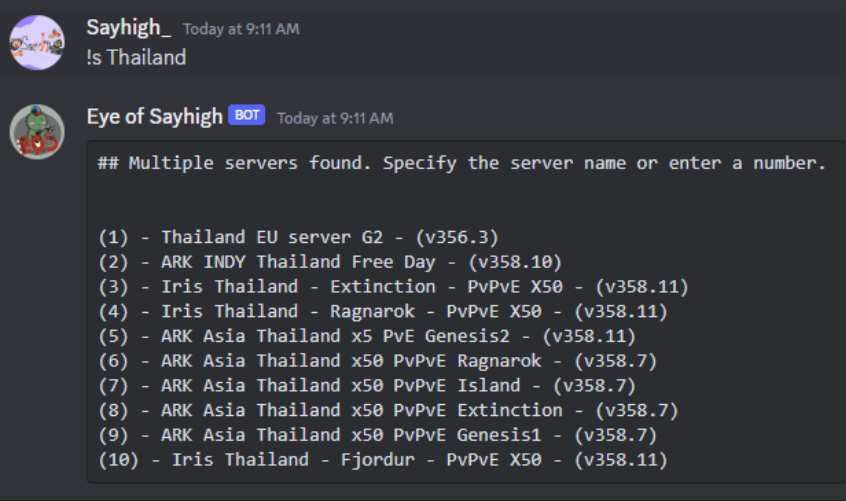 Sayhigh_ Today at 9:11 AM
!s Thailand
Eye of Sayhigh BOT Today at 9:11 AM
## Multiple servers found. Specify the server name or enter a number.
(1) - Thailand EU server G2 - (v356.3)
(2) - ARK INDY Thailand Free Day - (v358.10)
(3) - Iris Thailand - Extinction - PvPvE X50 - (v358.11)
(4) - Iris Thailand - Ragnarok - PvPvE X50 - (v358.11)
(5) - ARK Asia Thailand x5 PvE Genesis2 - (v358.11)
(6) - ARK Asia Thailand x50 PvPvE Ragnarok - (v358.7)
(7) - ARK Asia Thailand x50 PvPvE Island - (v358.7)
(8) - ARK Asia Thailand x50 PvPvE Extinction - (v358.7)
(9) - ARK Asia Thailand x50 PvPvE Genesis1 - (v358.7)
(10) - Iris Thailand - Fjordur - PvPvE X50 - (v358.11)